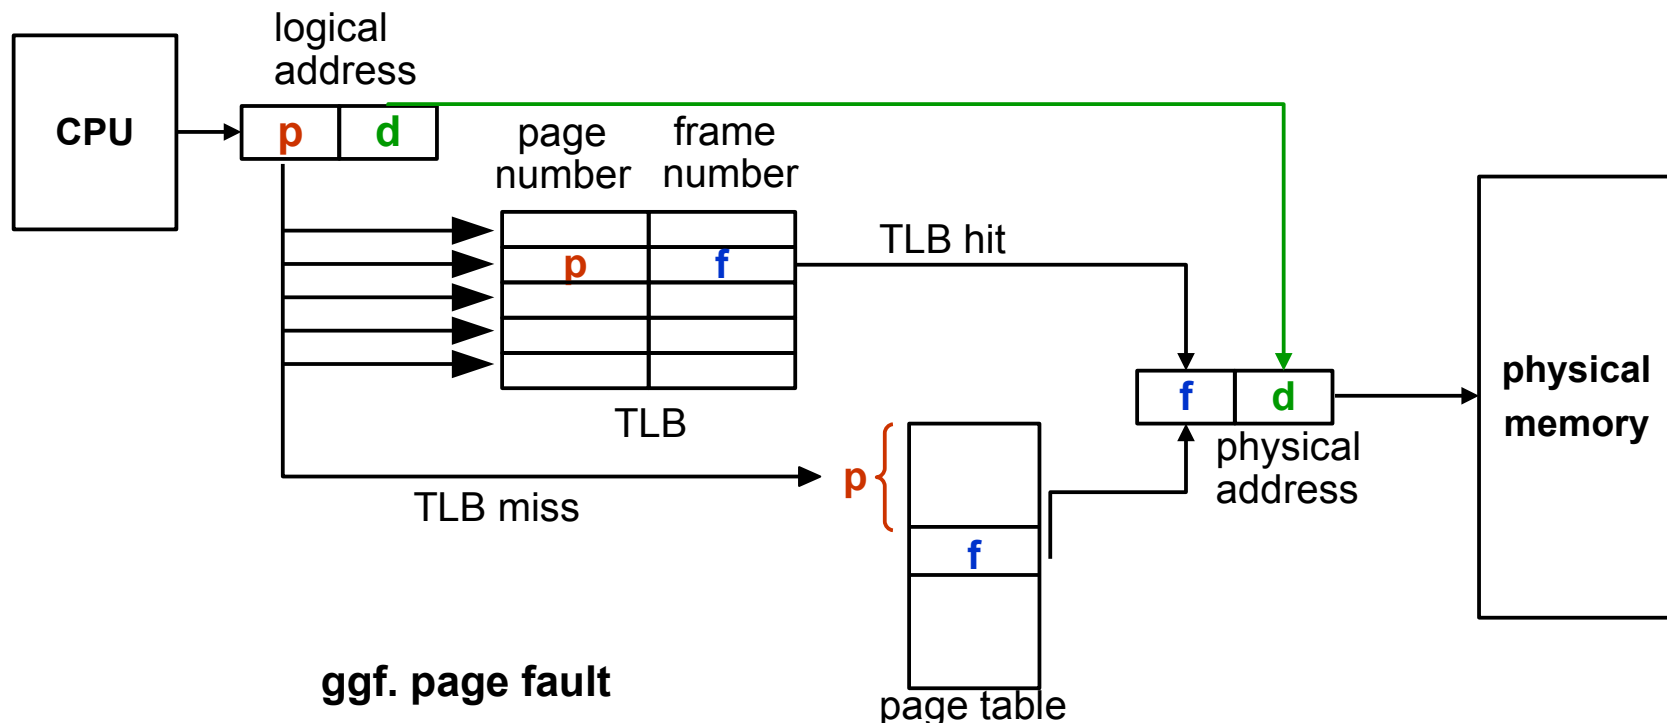 logical
address
CPU
p
d
page
number
frame
number
TLB hit
p
f
TLB
f
d
physical
address
physical
memory
TLB miss
p
f
ggf. page fault
page table